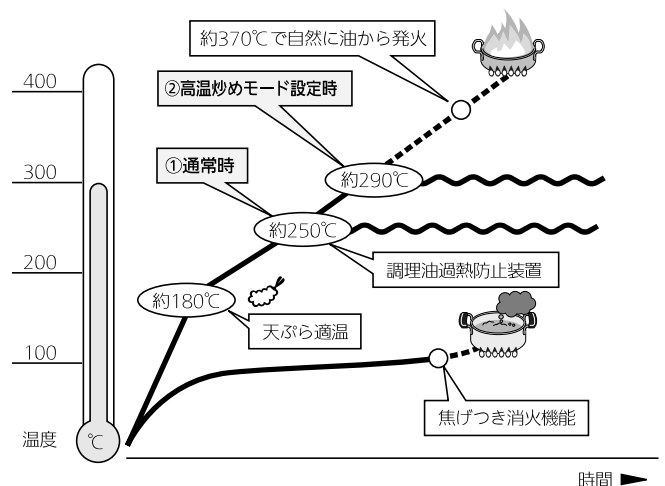 約370℃で自然に油から発火
②高温炒めモード設定時
400
300
①通常時
約290℃
約250℃
200
調理油過熱防止装置
約180℃
天ぷら適温
100
焦げつき消火機能
温度
℃
時間